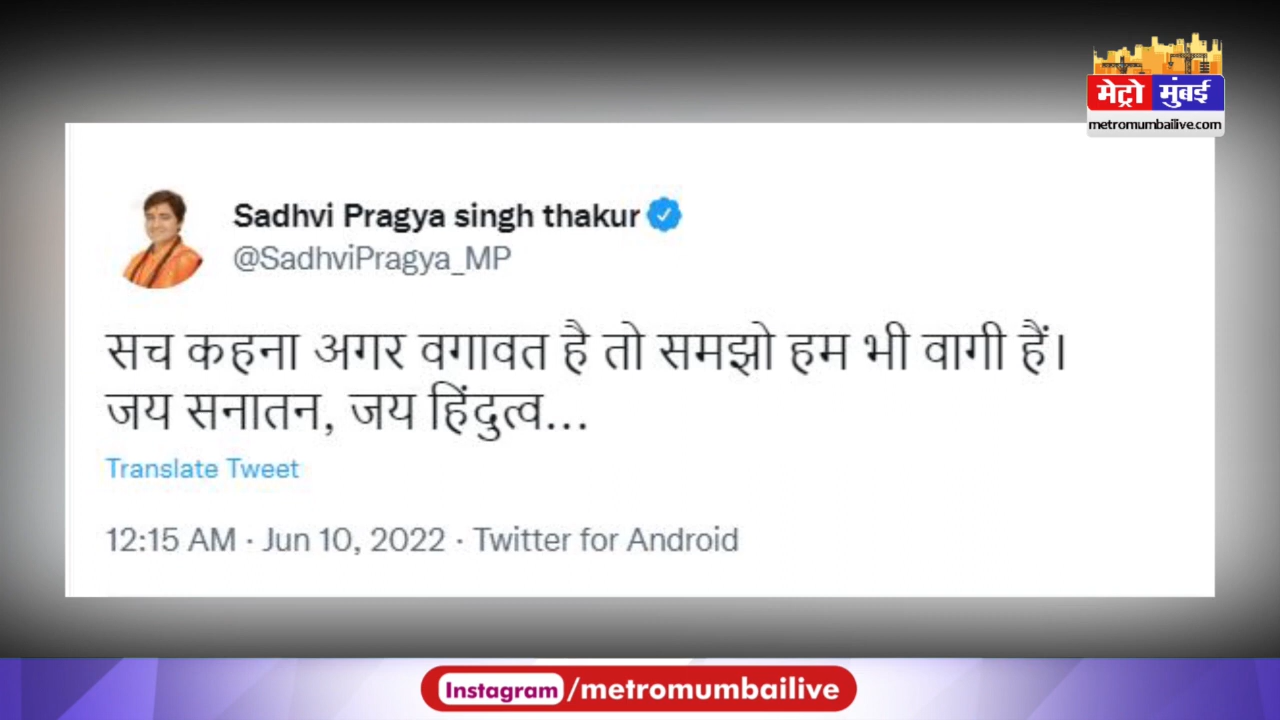 मेट्रो मुंबई
metromumbailive.com
Sadhvi Pragya singh thakur
@SadhviPragya_MP
सच कहना अगर वगावत है तो समझो हम भी वागी हैं।
जय सनातन, जय हिंदुत्व...
Translate Tweet
12:15 AM · Jun 10, 2022 · Twitter for Android
Instagram /metromumbailive